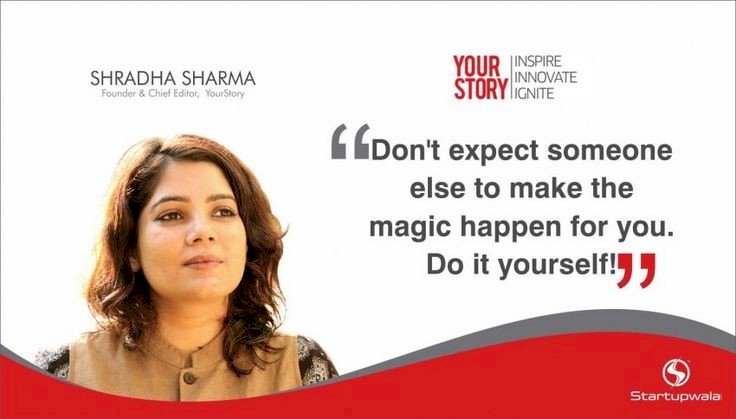 SHRADHA SHARMA
Founder & Chief Editor, YourStory
YOUR STORY
INSPIRE
INNOVATE
IGNITE
“Don't expect someone
else to make the
magic happen for you.
Do it yourself!”
Startupwala